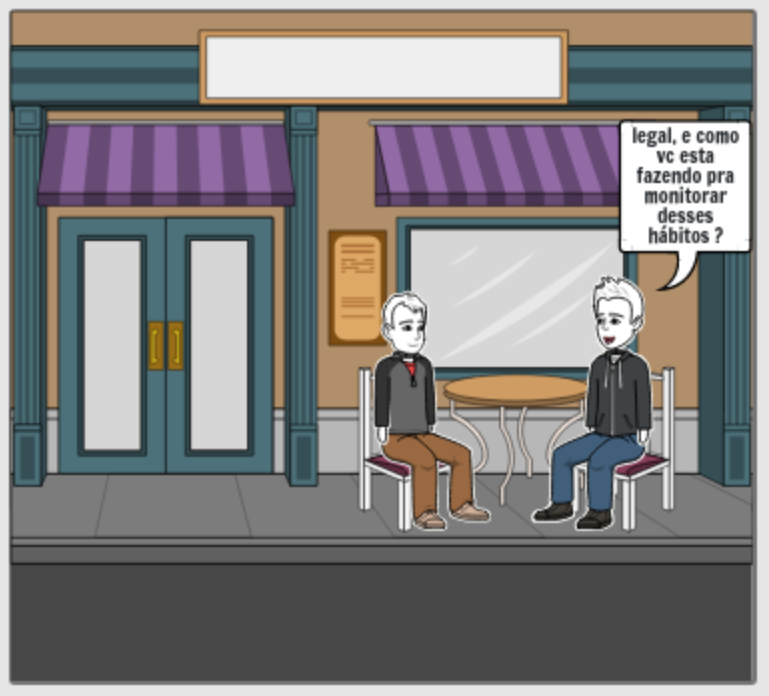 legal, e como
vc esta
fazendo pra
monitorar
desses
hábitos ?